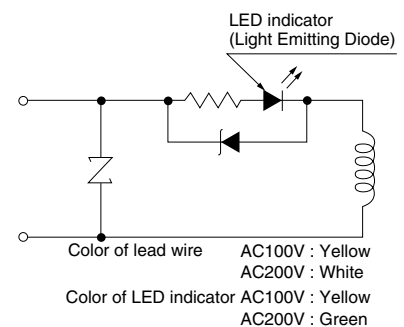 LED indicator
(Light Emitting Diode)
Color of lead wire AC100V : Yellow
AC200V : White
Color of LED indicator AC100V : Yellow
AC200V : Green